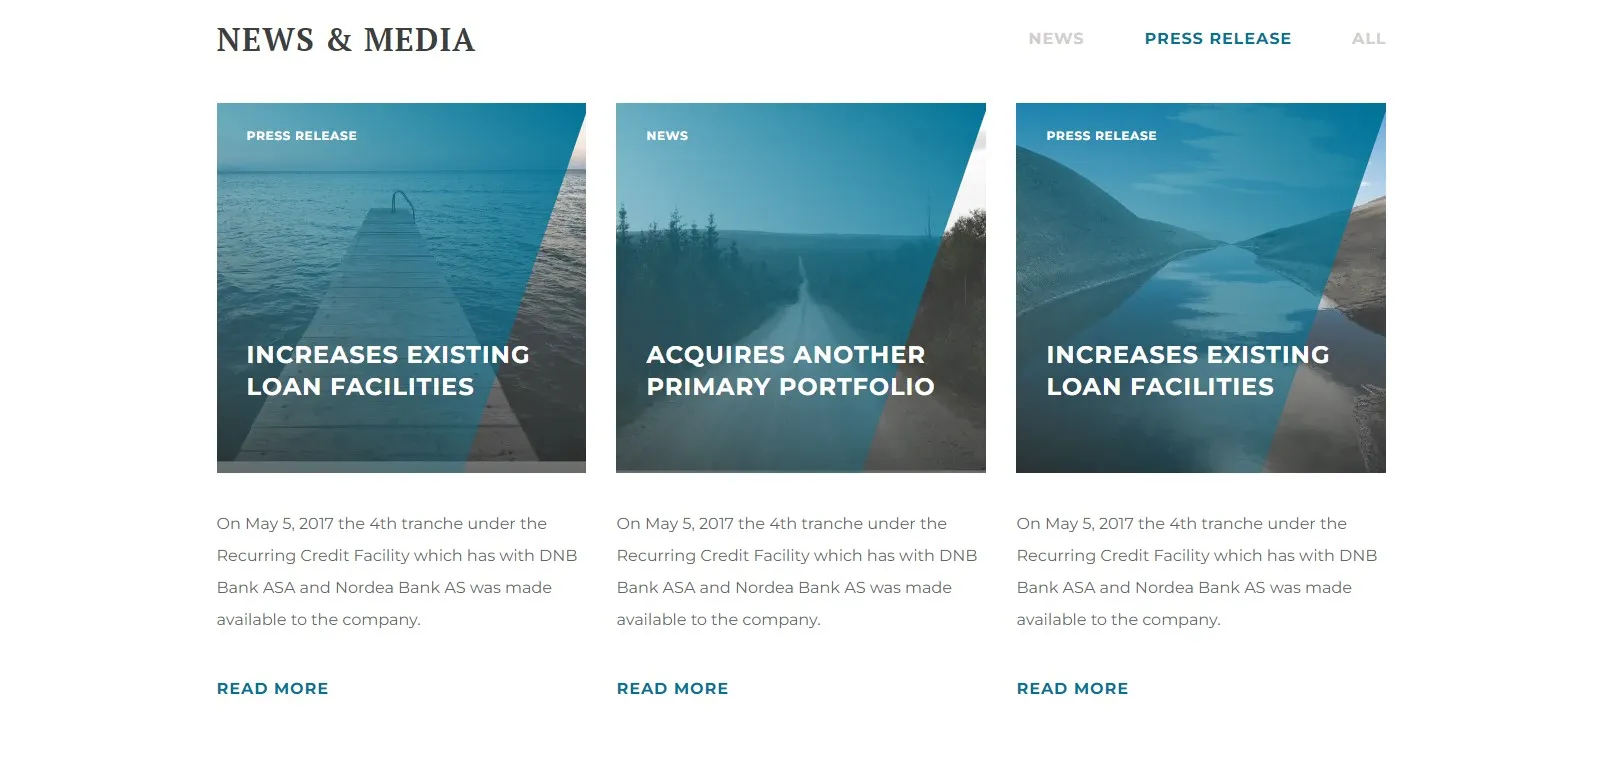 NEWS & MEDIA
NEWS PRESS RELEASE ALL
PRESS RELEASE
INCREASES EXISTING
LOAN FACILITIES
On May 5, 2017 the 4th tranche under the
Recurring Credit Facility which has with DNB
Bank ASA and Nordea Bank AS was made
available to the company.
READ MORE
NEWS
ACQUIRES ANOTHER
PRIMARY PORTFOLIO
On May 5, 2017 the 4th tranche under the
Recurring Credit Facility which has with DNB
Bank ASA and Nordea Bank AS was made
available to the company.
READ MORE
PRESS RELEASE
INCREASES EXISTING
LOAN FACILITIES
On May 5, 2017 the 4th tranche under the
Recurring Credit Facility which has with DNB
Bank ASA and Nordea Bank AS was made
available to the company.
READ MORE